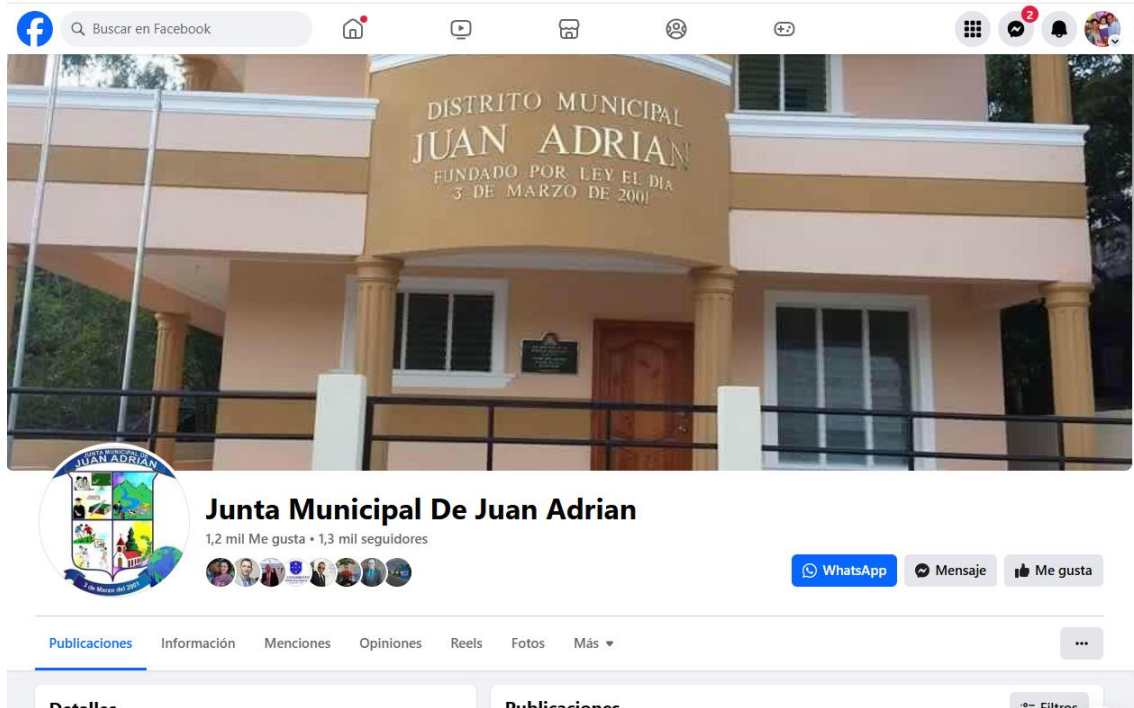 Buscar en Facebook
2
DISTRITO MUNICIPAL
JUAN ADRIAN
FUNDADO POR LEY EL DIA
3 DE MARZO DE 2001
JUNTA MUNICIPAL DE
JUAN ADRIAN
3 de Marzo del 2001
Junta Municipal De Juan Adrian
1,2 mil Me gusta • 1,3 mil seguidores
WhatsApp
Mensaje
Me gusta
Publicaciones
Información
Menciones
Opiniones
Reels
Fotos
Más
Detalles
Publicaciones
Filtros